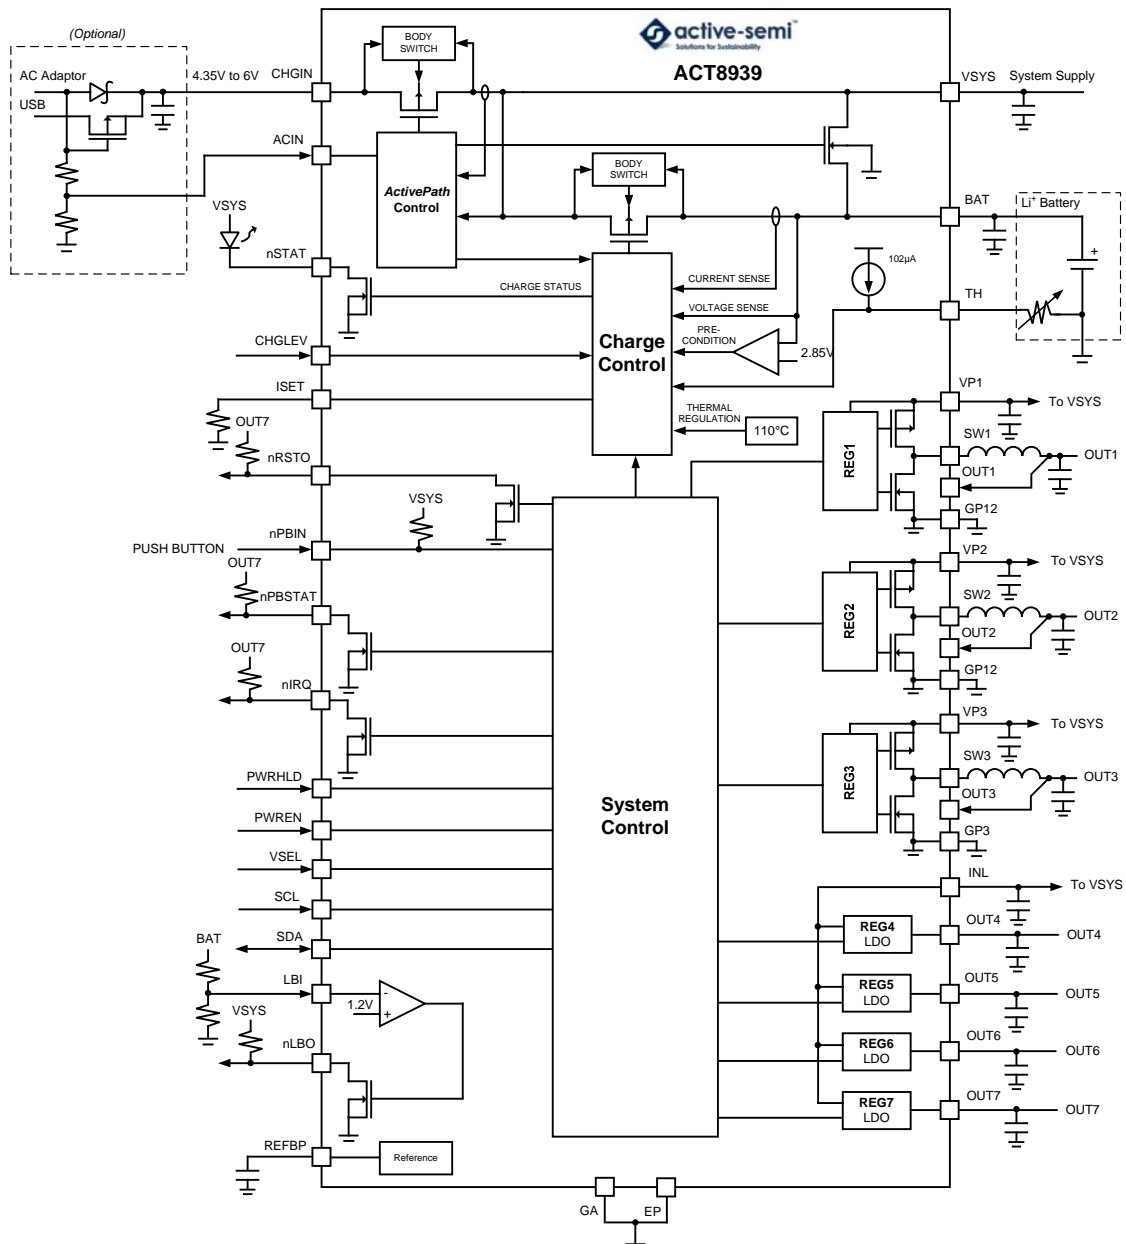 (Optional)
AC Adaptor
USB
4.35V to 6V
CHGIN
ACIN
BODY
SWITCH
active-semi™
Solutions for Sustainability
ACT8939
VSYS
System Supply
ActivePath
Control
BODY
SWITCH
BAT
Li+ Battery
+
VSYS
nSTAT
CHARGE STATUS
CURRENT SENSE
VOLTAGE SENSE
PRE-
CONDITION
2.85V
102µA
TH
Charge
Control
THERMAL
REGULATION
110°C
CHGLEV
ISET
OUT7
nRSTO
VSYS
nPBIN
PUSH BUTTON
OUT7
nPBSTAT
OUT7
nIRQ
PWRHLD
PWREN
VSEL
SCL
SDA
BAT
LBI
1.2V
-
+
VSYS
nLBO
REFBP
Reference
System
Control
VP1
To VSYS
REG1
SW1
OUT1
OUT1
GP12
VP2
To VSYS
REG2
SW2
OUT2
OUT2
GP12
VP3
To VSYS
REG3
SW3
OUT3
OUT3
GP3
INL
To VSYS
REG4
LDO
OUT4
OUT4
REG5
LDO
OUT5
OUT5
REG6
LDO
OUT6
OUT6
REG7
LDO
OUT7
OUT7
GA
EP